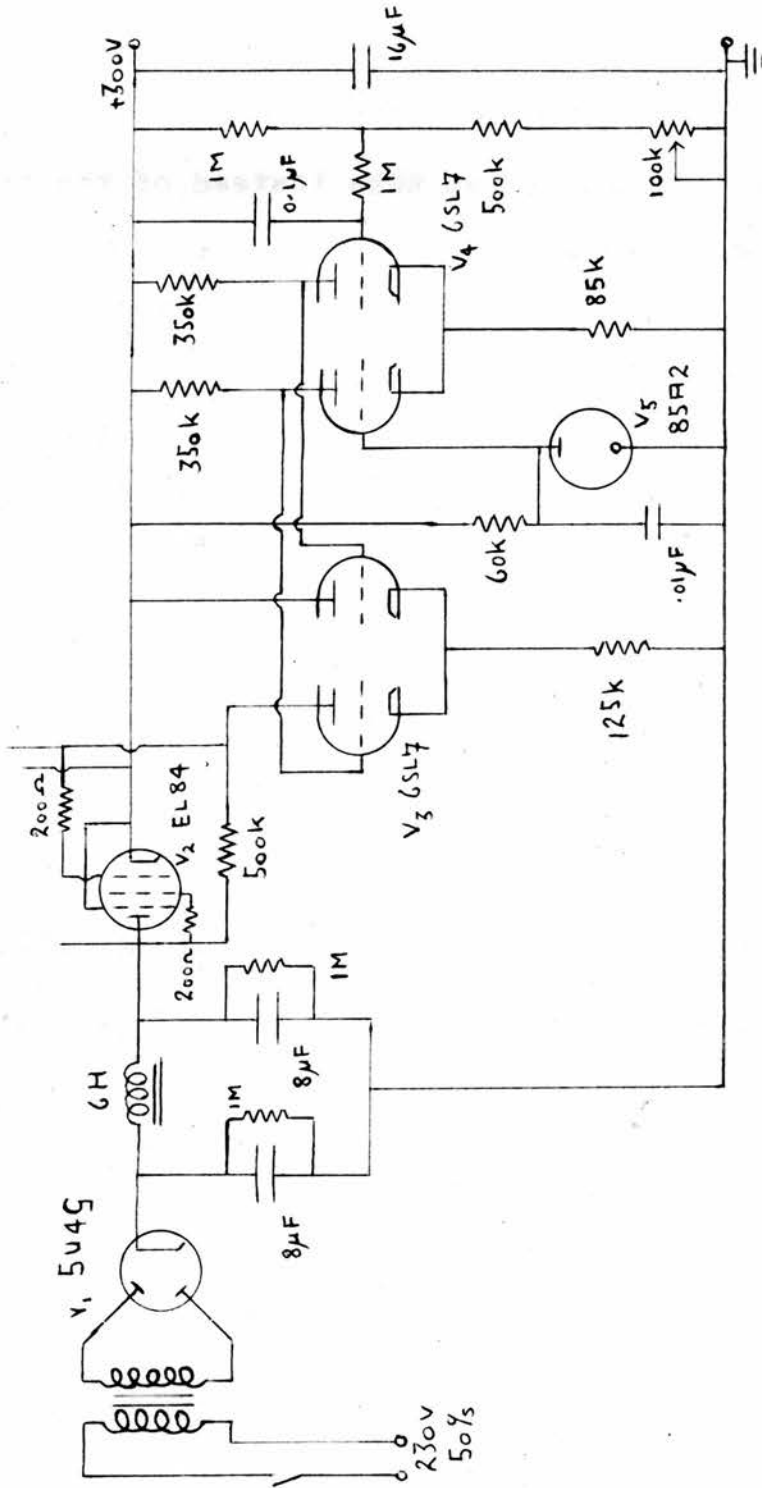 230V
50%s
V1 5U4G
6H
8µF
1M
8µF
1M
200Ω
200Ω
V2 EL84
500k
V3 6SL7
125k
60k
.01µF
V5
85A2
350k
350k
V4 6SL7
85k
0.1µF
1M
1M
500k
100k
+300V
16µF